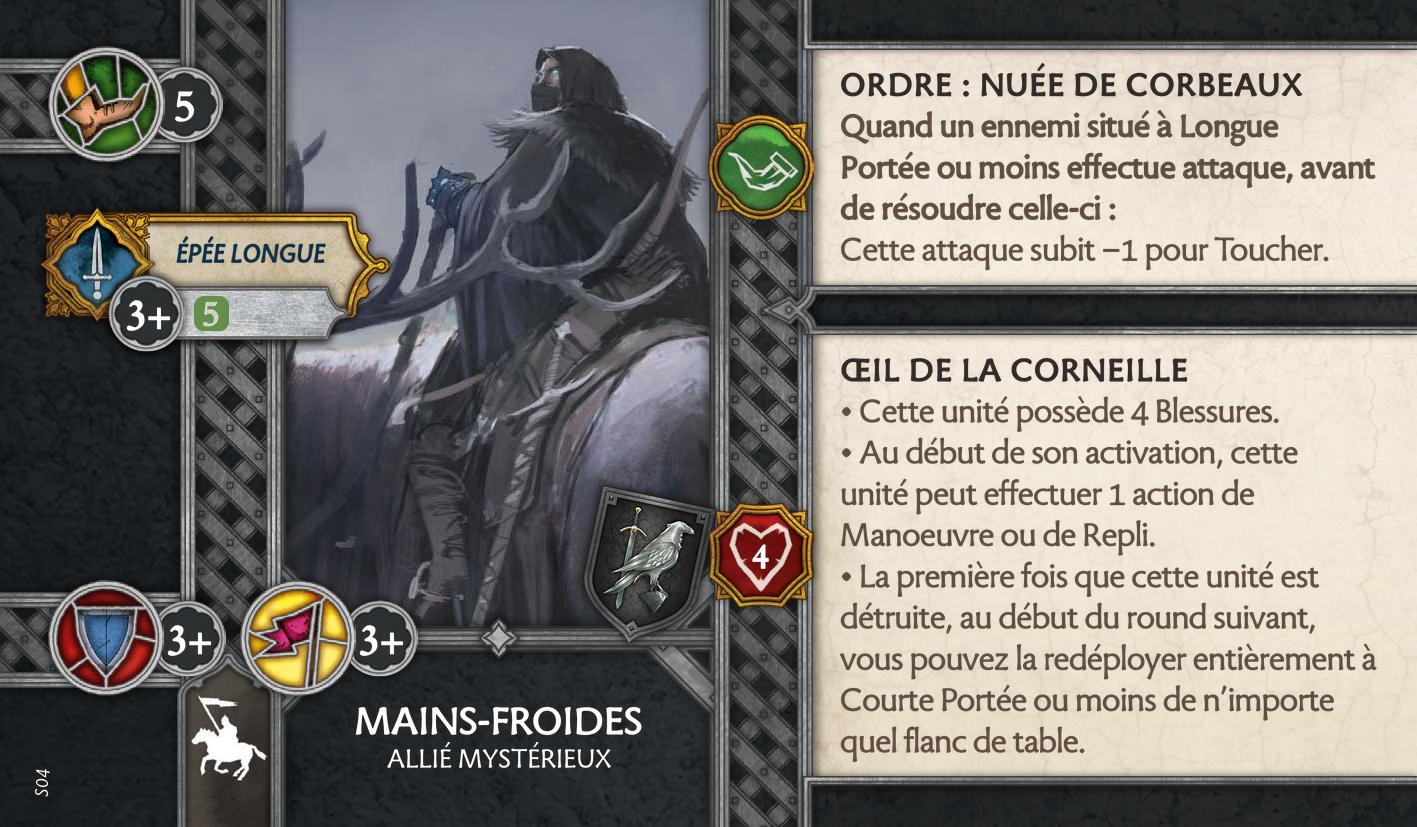 5
ÉPÉE LONGUE
3+ 5
3+ 3+
MAINS-FROIDES
ALLIÉ MYSTÉRIEUX
S04
ORDRE : NUÉE DE CORBEAUX
Quand un ennemi situé à Longue
Portée ou moins effectue attaque, avant
de résoudre celle-ci :
Cette attaque subit –1 pour Toucher.
4
ŒIL DE LA CORNEILLE
• Cette unité possède 4 Blessures.
• Au début de son activation, cette
unité peut effectuer 1 action de
Manoeuvre ou de Repli.
• La première fois que cette unité est
détruite, au début du round suivant,
vous pouvez la redéployer entièrement à
Courte Portée ou moins de n’importe
quel flanc de table.